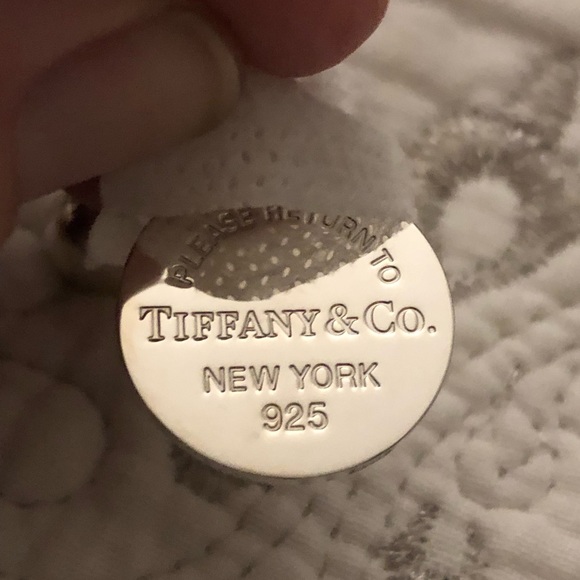 PLEASE RETURN TO
TIFFANY & CO.
NEW YORK
925